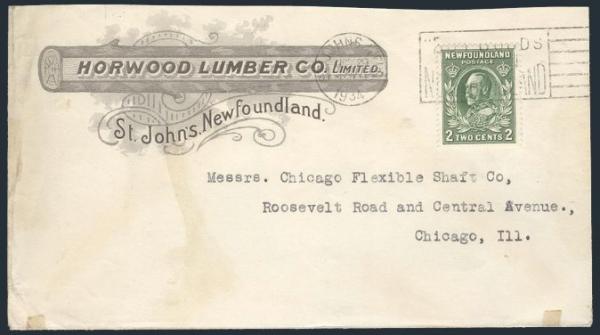 HORWOOD LUMBER CO. LIMITED.
St. John's, Newfoundland.
1934
NEWFOUNDLAND
POSTAGE
2 TWO CENTS 2
Messrs. Chicago Flexible Shaft Co,
Roosevelt Road and Central Avenue.,
Chicago, Ill.